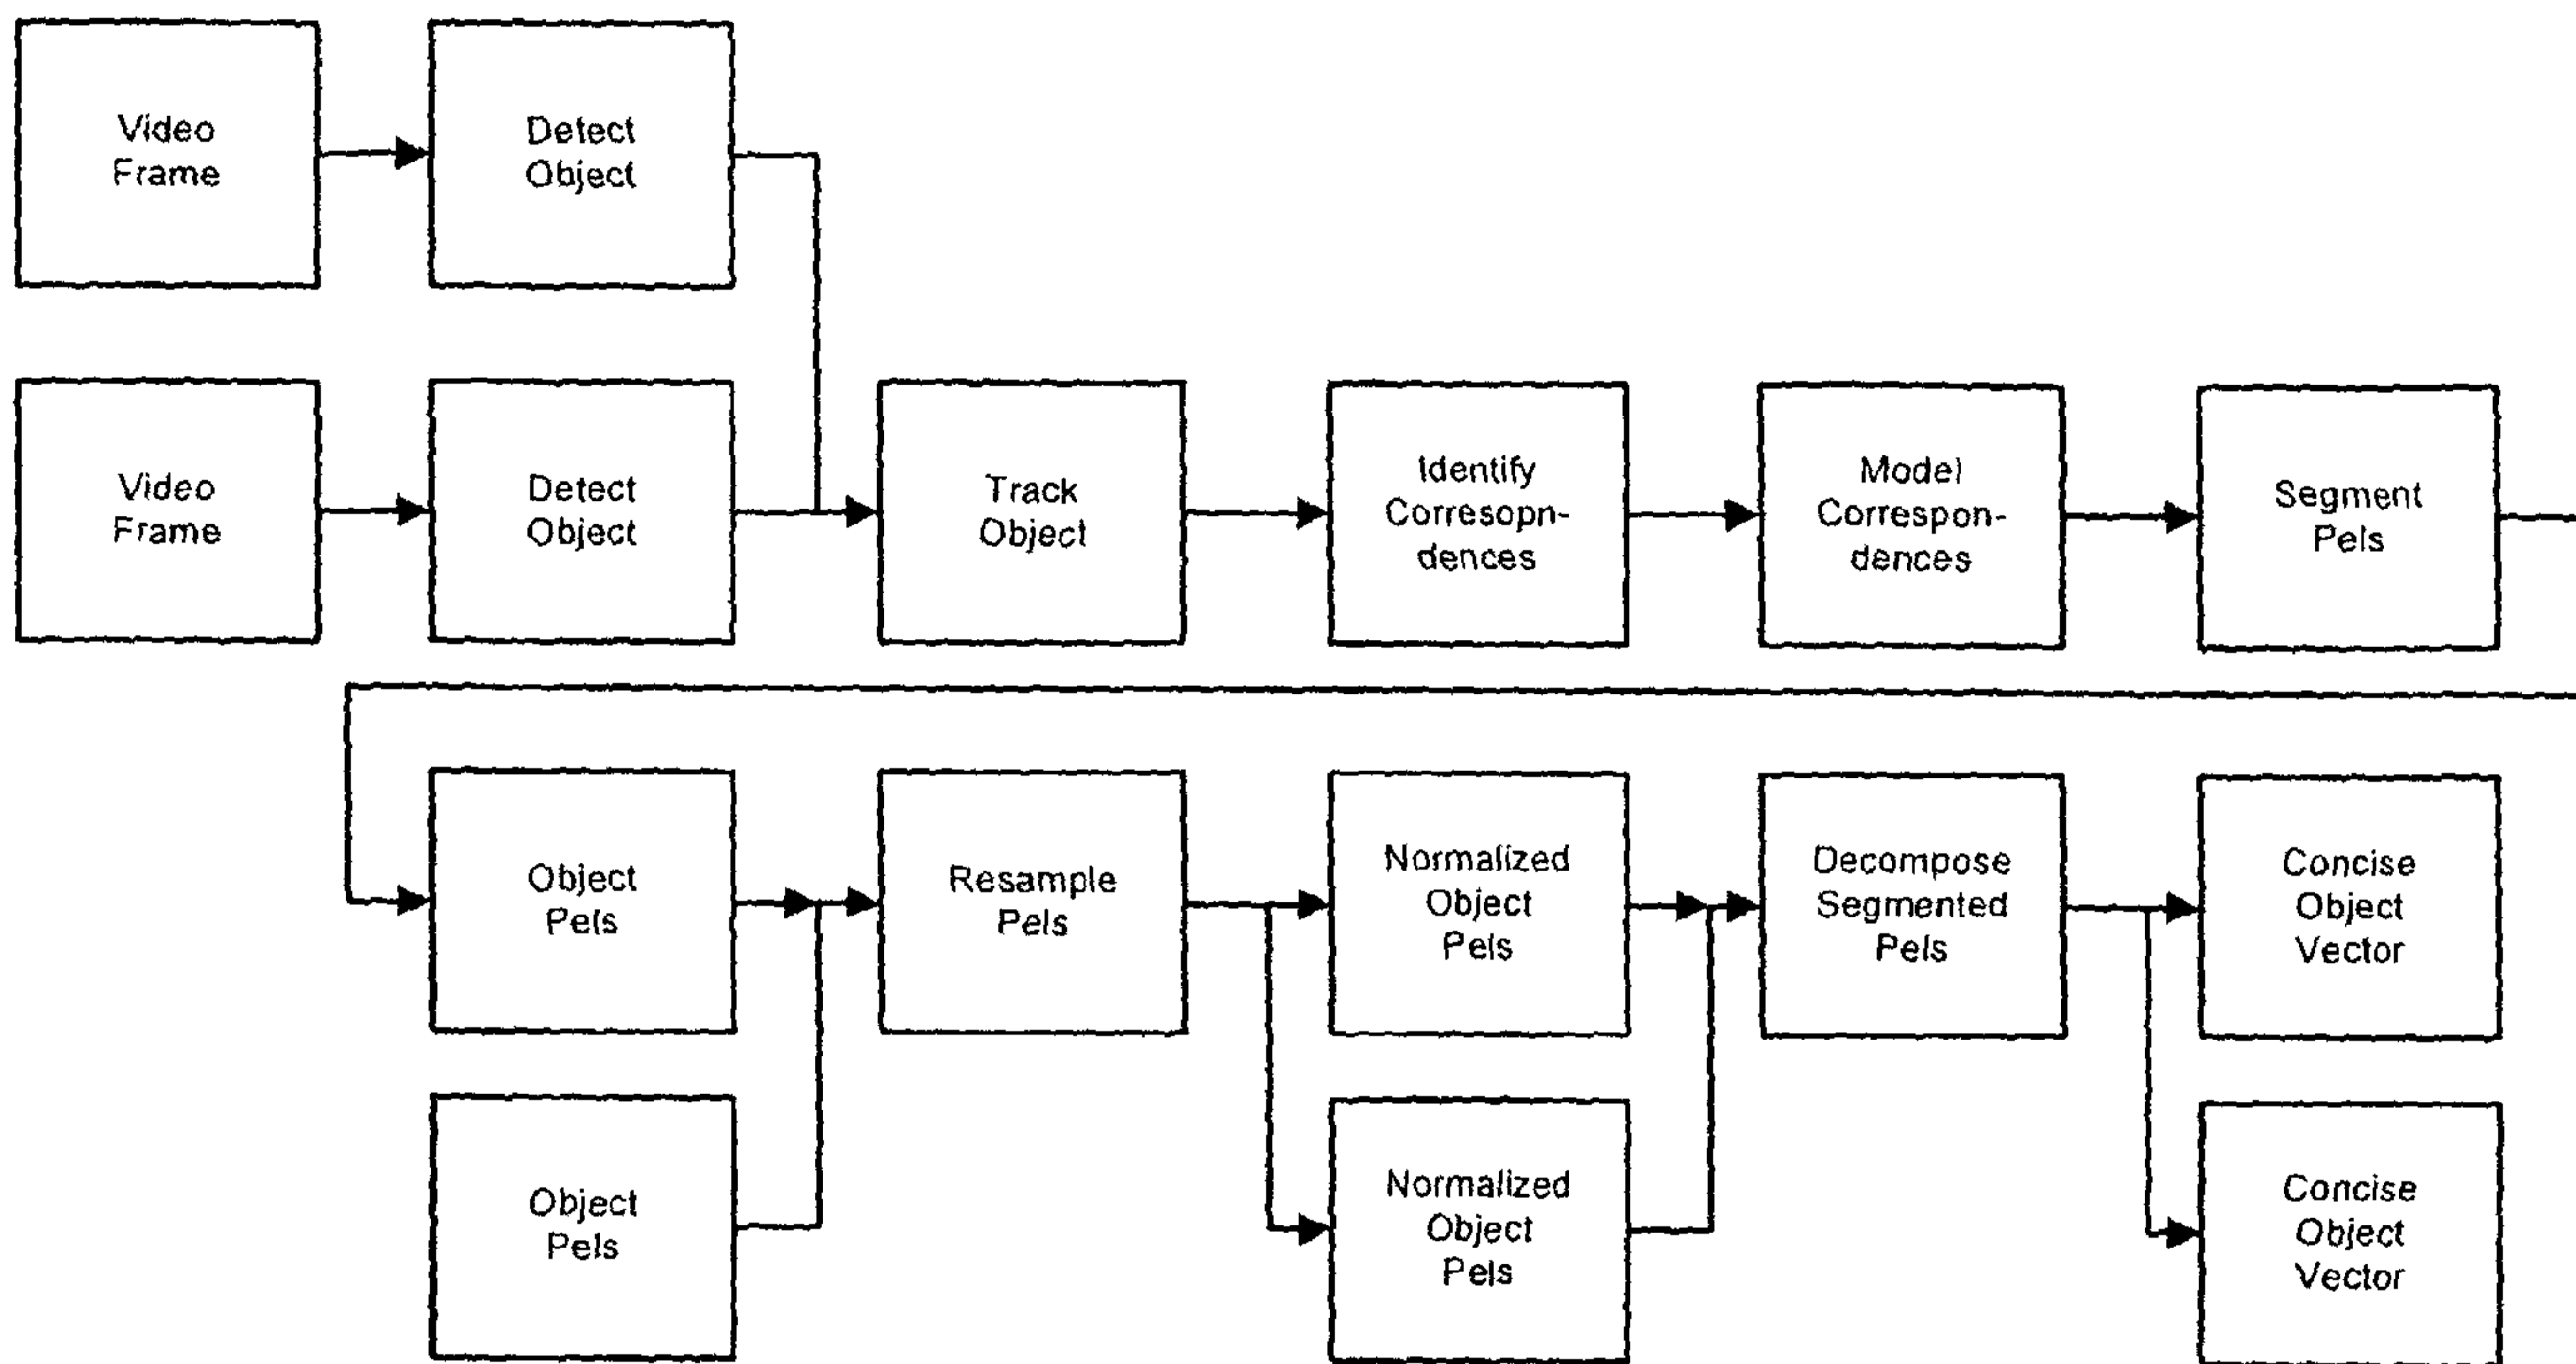 Video
Frame
Detect
Object
Video
Frame
Detect
Object
Track
Object
Identify
Corresopn-
dences
Model
Correspon-
dences
Segment
Pels
Object
Pels
Resample
Pels
Normalized
Object
Pels
Decompose
Segmented
Pels
Concise
Object
Vector
Object
Pels
Normalized
Object
Pels
Concise
Object
Vector